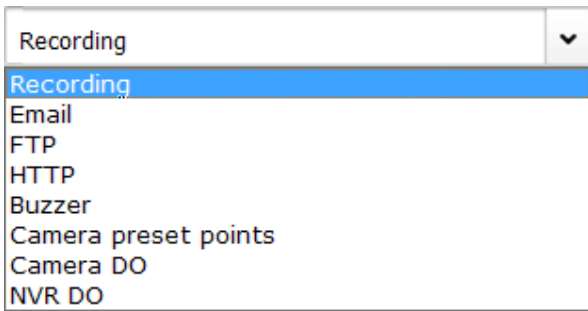 Recording
Recording
Email
FTP
HTTP
Buzzer
Camera preset points
Camera DO
NVR DO